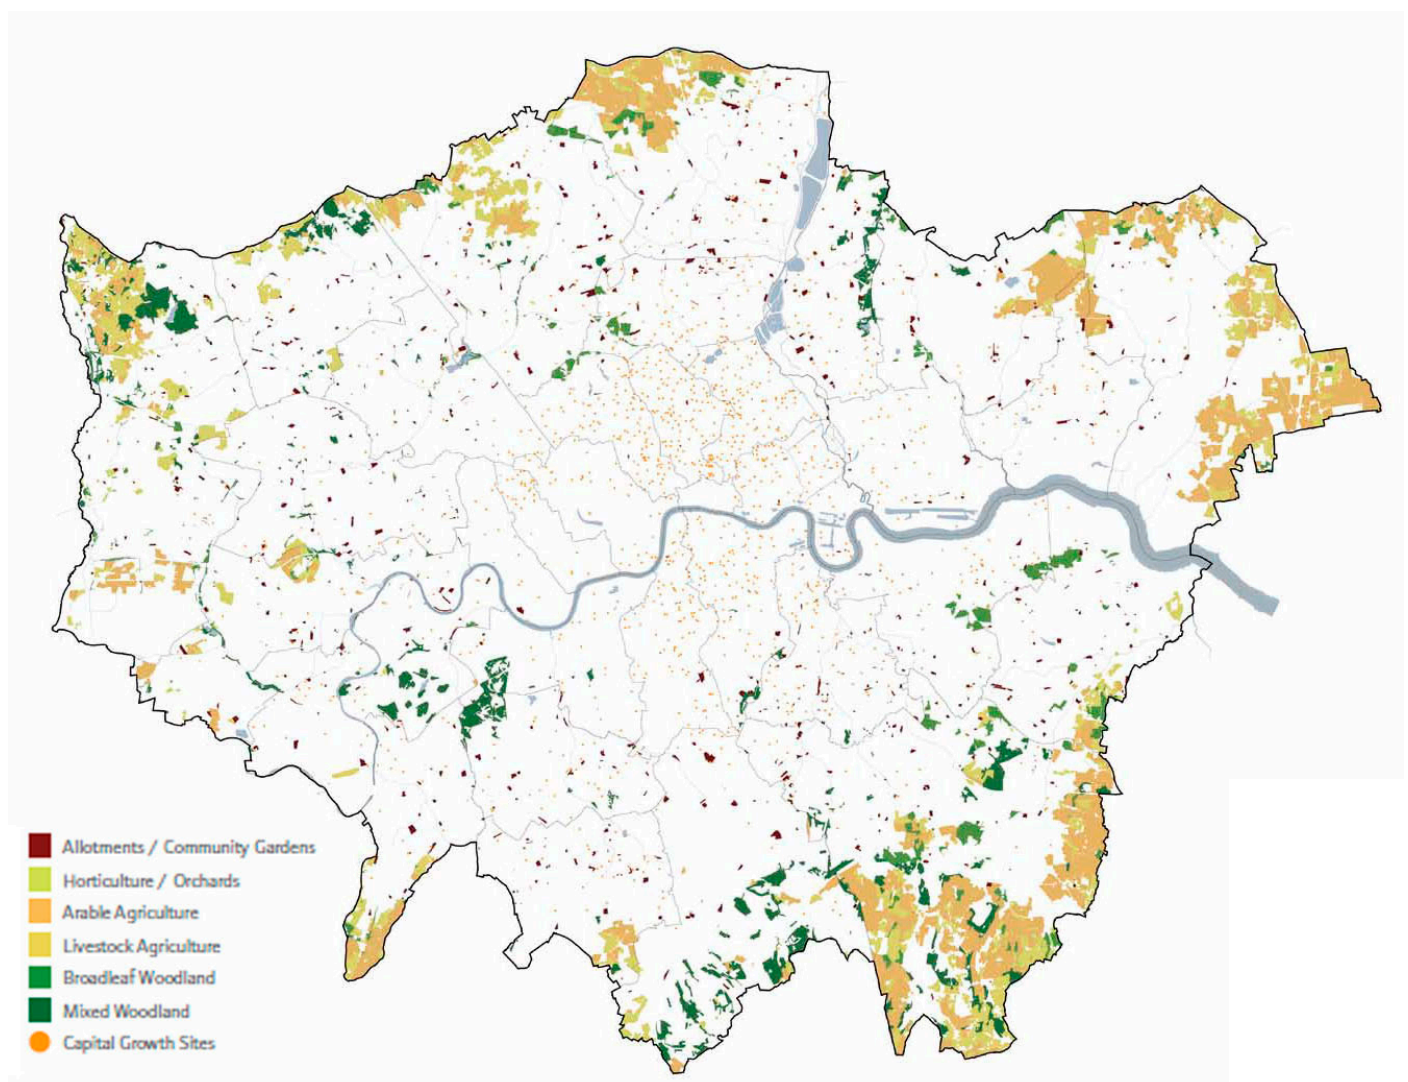 Allotments / Community Gardens
Horticulture / Orchards
Arable Agriculture
Livestock Agriculture
Broadleaf Woodland
Mixed Woodland
Capital Growth Sites